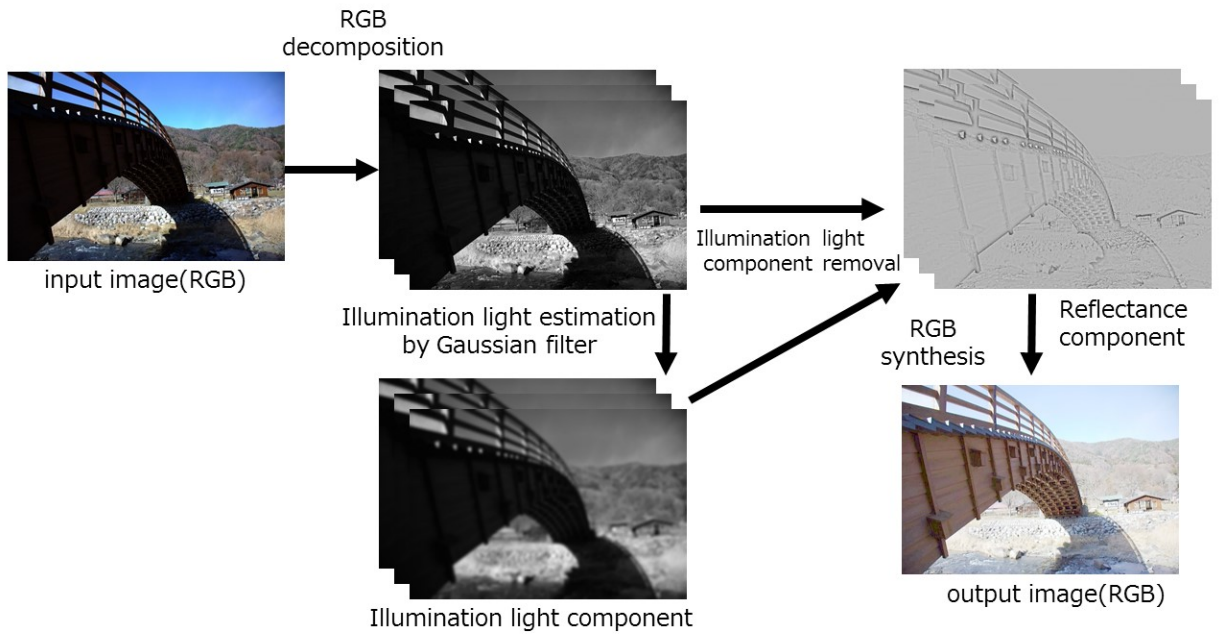 RGB
decomposition
input image(RGB)
Illumination light
component removal
Illumination light estimation
by Gaussian filter
RGB
synthesis
Reflectance
component
Illumination light component
output image(RGB)